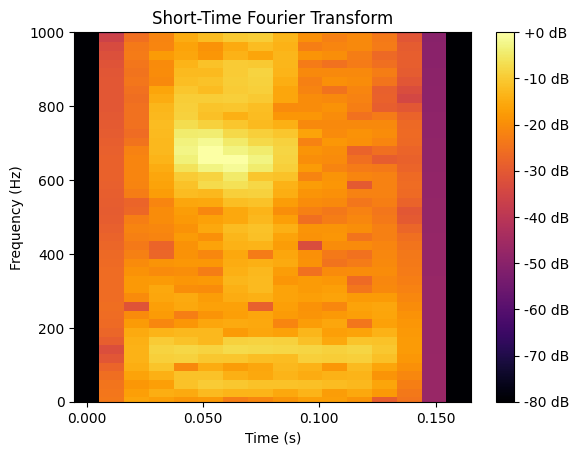 Short-Time Fourier Transform
1000
800
600
400
200
0
Frequency (Hz)
0.000
0.050
0.100
0.150
Time (s)
+0 dB
-10 dB
-20 dB
-30 dB
-40 dB
-50 dB
-60 dB
-70 dB
-80 dB